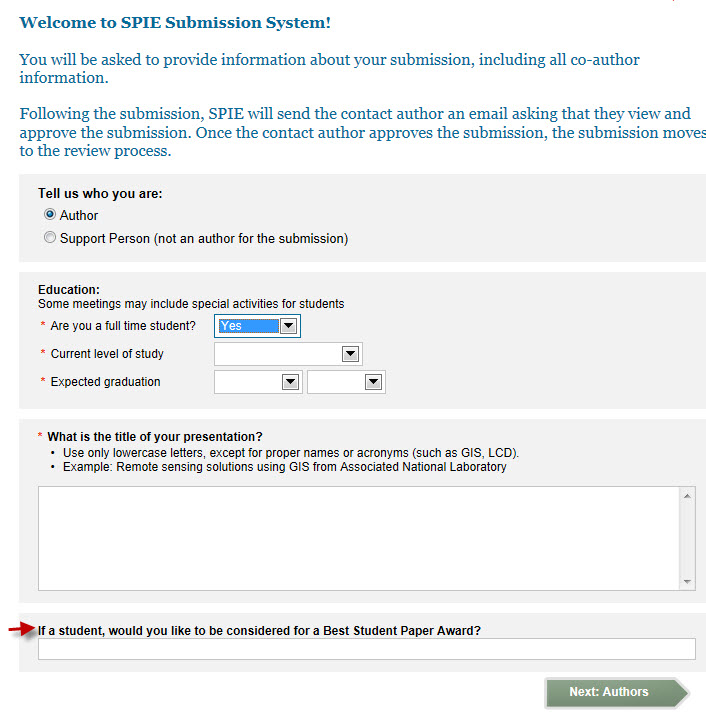 Welcome to SPIE Submission System!
You will be asked to provide information about your submission, including all co-author
information.
Following the submission, SPIE will send the contact author an email asking that they view and
approve the submission. Once the contact author approves the submission, the submission moves
to the review process.
Tell us who you are:
Author
Support Person (not an author for the submission)
Education:
Some meetings may include special activities for students
* Are you a full time student? Yes
* Current level of study
* Expected graduation
* What is the title of your presentation?
• Use only lowercase letters, except for proper names or acronyms (such as GIS, LCD).
• Example: Remote sensing solutions using GIS from Associated National Laboratory
If a student, would you like to be considered for a Best Student Paper Award?
Next: Authors